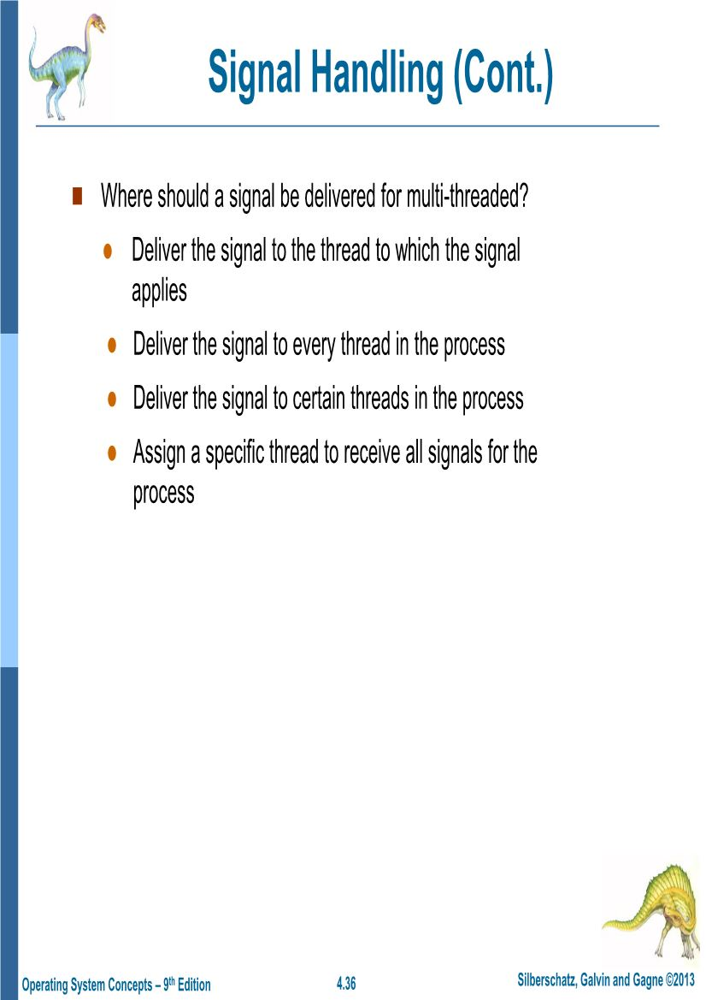 Signal Handling (Cont.)
Where should a signal be delivered for multi-threaded?
Deliver the signal to the thread to which the signal
applies
Deliver the signal to every thread in the process
Deliver the signal to certain threads in the process
Assign a specific thread to receive all signals for the
process
Operating System Concepts – 9th Edition
4.36
Silberschatz, Galvin and Gagne ©2013